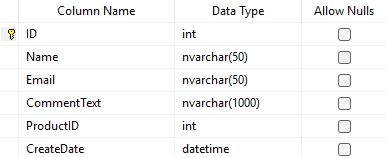 Column Name Data Type Allow Nulls
ID int
Name nvarchar(50)
Email nvarchar(50)
CommentText nvarchar(1000)
ProductID int
CreateDate datetime